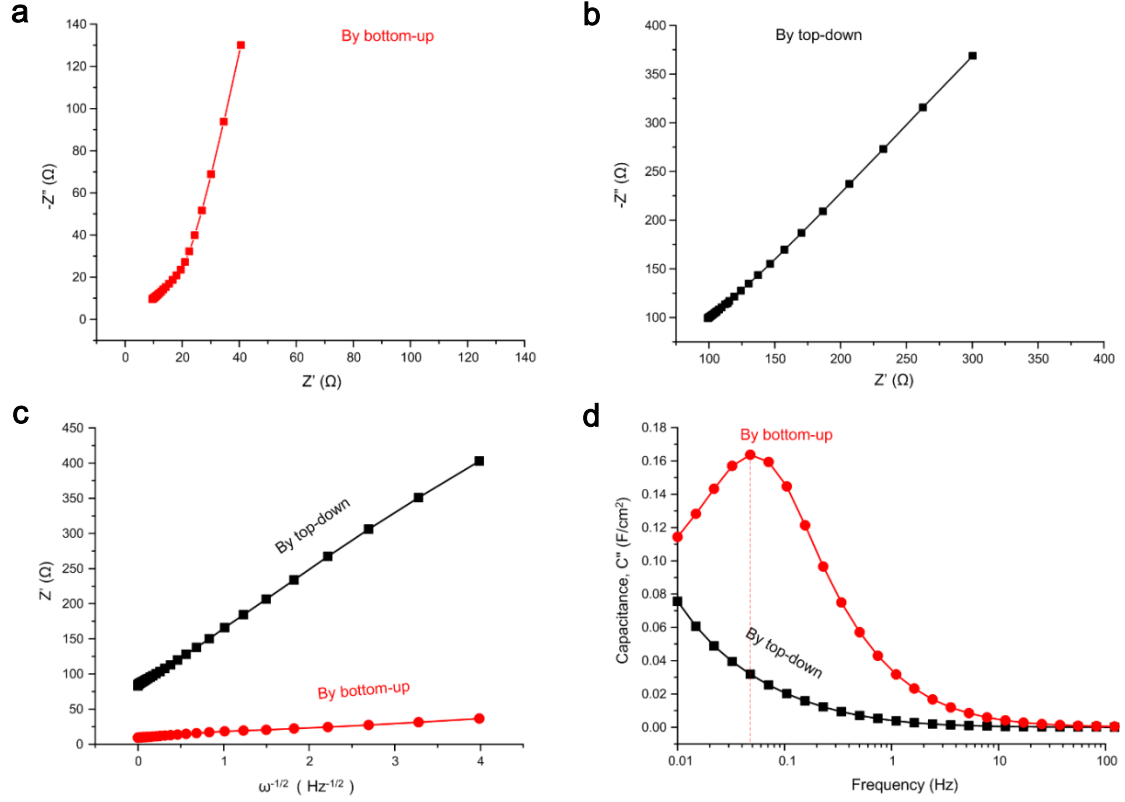 a
By bottom-up
140
120
100
80
60
40
20
0
-Z" (Ω)
0 20 40 60 80 100 120 140
Z' (Ω)
b
By top-down
400
350
300
250
200
150
100
-Z" (Ω)
100 150 200 250 300 350 400
Z' (Ω)
c
450
400
350
300
250
200
150
100
50
0
Z' (Ω)
By top-down
By bottom-up
0 1 2 3 4
ω-1/2 ( Hz-1/2 )
d
By bottom-up
0.18
0.16
0.14
0.12
0.10
0.08
0.06
0.04
0.02
0.00
Capacitance, C" (F/cm2)
By top-down
0.01 0.1 1 10 100
Frequency (Hz)